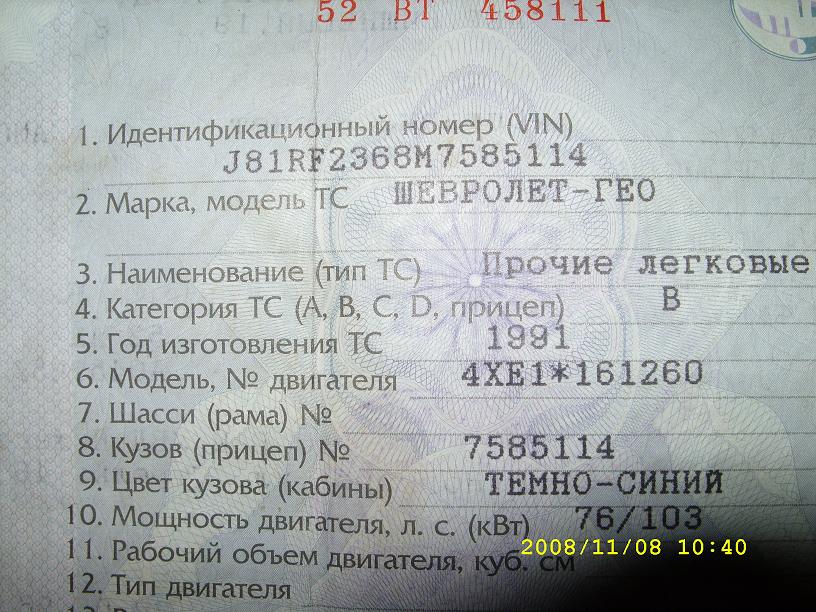 52 ВТ 458111
1. Идентификационный номер (VIN)
J81RF2368M7585114
2. Марка, модель ТС ШЕВРОЛЕТ-ГЕО
3. Наименование (тип ТС) Прочие легковые
4. Категория ТС (A, B, C, D, прицеп) В
5. Год изготовления ТС 1991
6. Модель, № двигателя 4XE1*161260
7. Шасси (рама) №
8. Кузов (прицеп) № 7585114
9. Цвет кузова (кабины) ТЕМНО-СИНИЙ
10. Мощность двигателя, л. с. (кВт) 76/103
2008/11/08 10:40
11. Рабочий объем двигателя, куб. см
12. Тип двигателя